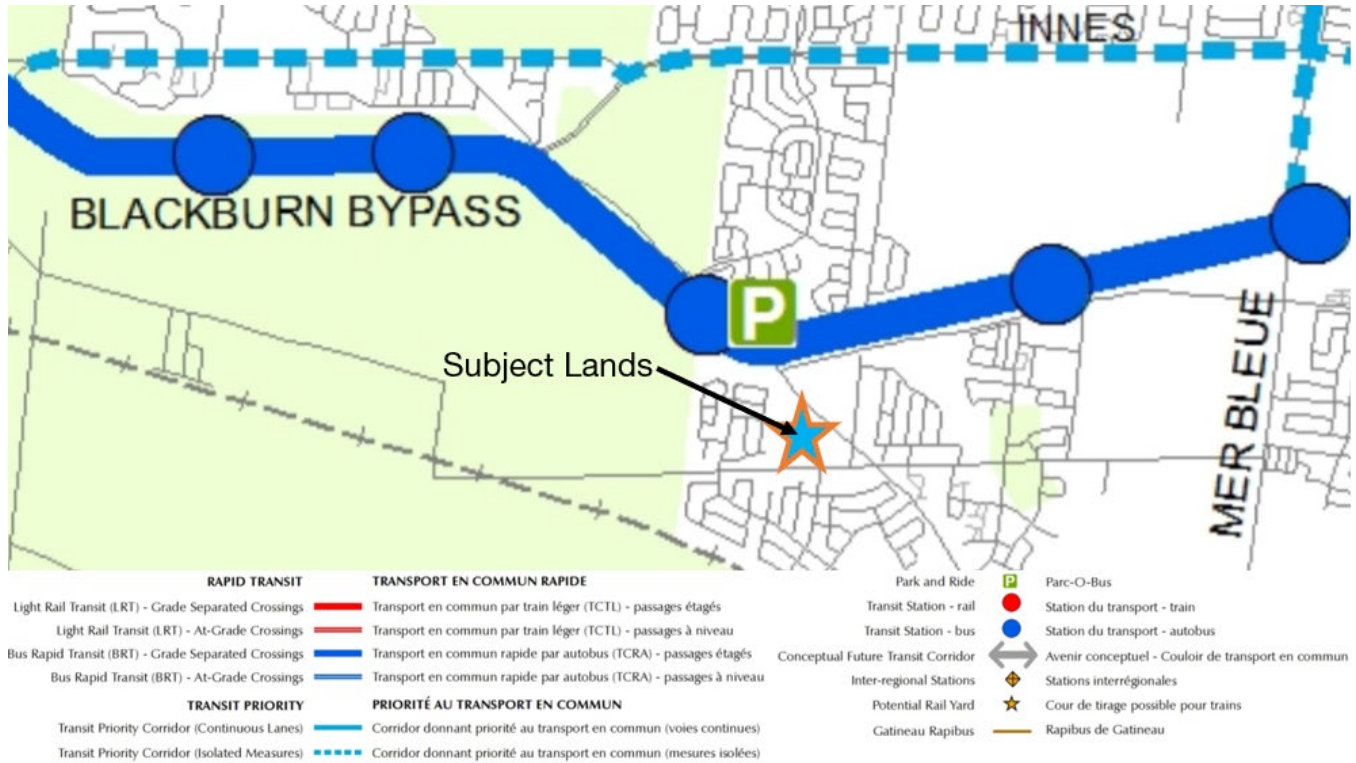 INNES
BLACKBURN BYPASS
P
Subject Lands
MER BLEUE
RAPID TRANSIT TRANSPORT EN COMMUN RAPIDE
Light Rail Transit (LRT) - Grade Separated Crossings Transport en commun par train léger (TCTL) - passages étagés
Light Rail Transit (LRT) - At-Grade Crossings Transport en commun par train léger (TCTL) - passages à niveau
Bus Rapid Transit (BRT) - Grade Separated Crossings Transport en commun rapide par autobus (TCRA) - passages étagés
Bus Rapid Transit (BRT) - At-Grade Crossings Transport en commun rapide par autobus (TCRA) - passages à niveau
TRANSIT PRIORITY PRIORITÉ AU TRANSPORT EN COMMUN
Transit Priority Corridor (Continuous Lanes) Corridor donnant priorité au transport en commun (voies continues)
Transit Priority Corridor (Isolated Measures) Corridor donnant priorité au transport en commun (mesures isolées)
Park and Ride P Parc-O-Bus
Transit Station - rail Station du transport - train
Transit Station - bus Station du transport - autobus
Conceptual Future Transit Corridor Avenir conceptuel - Couloir de transport en commun
Inter-regional Stations Stations interrégionales
Potential Rail Yard Cour de tirage possible pour trains
Gatineau Rapibus Rapibus de Gatineau